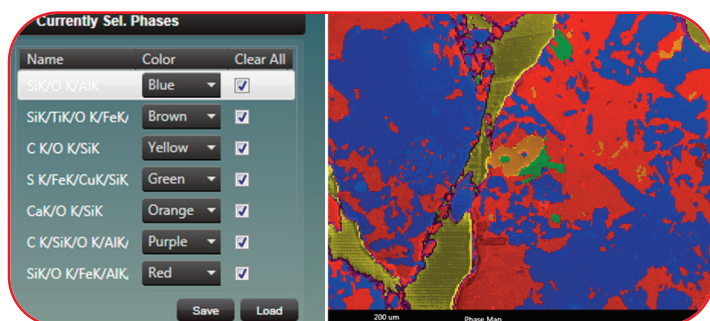 Currently Sel. Phases
Name Color Clear All
SiK/O K/AlK Blue
SiK/TiK/O K/FeK/ Brown
C K/O K/SiK Yellow
S K/FeK/CuK/SiK Green
CaK/O K/SiK Orange
C K/SiK/O K/AlK/ Purple
SiK/O K/FeK/AlK, Red
Save Load
200 um Phase Map